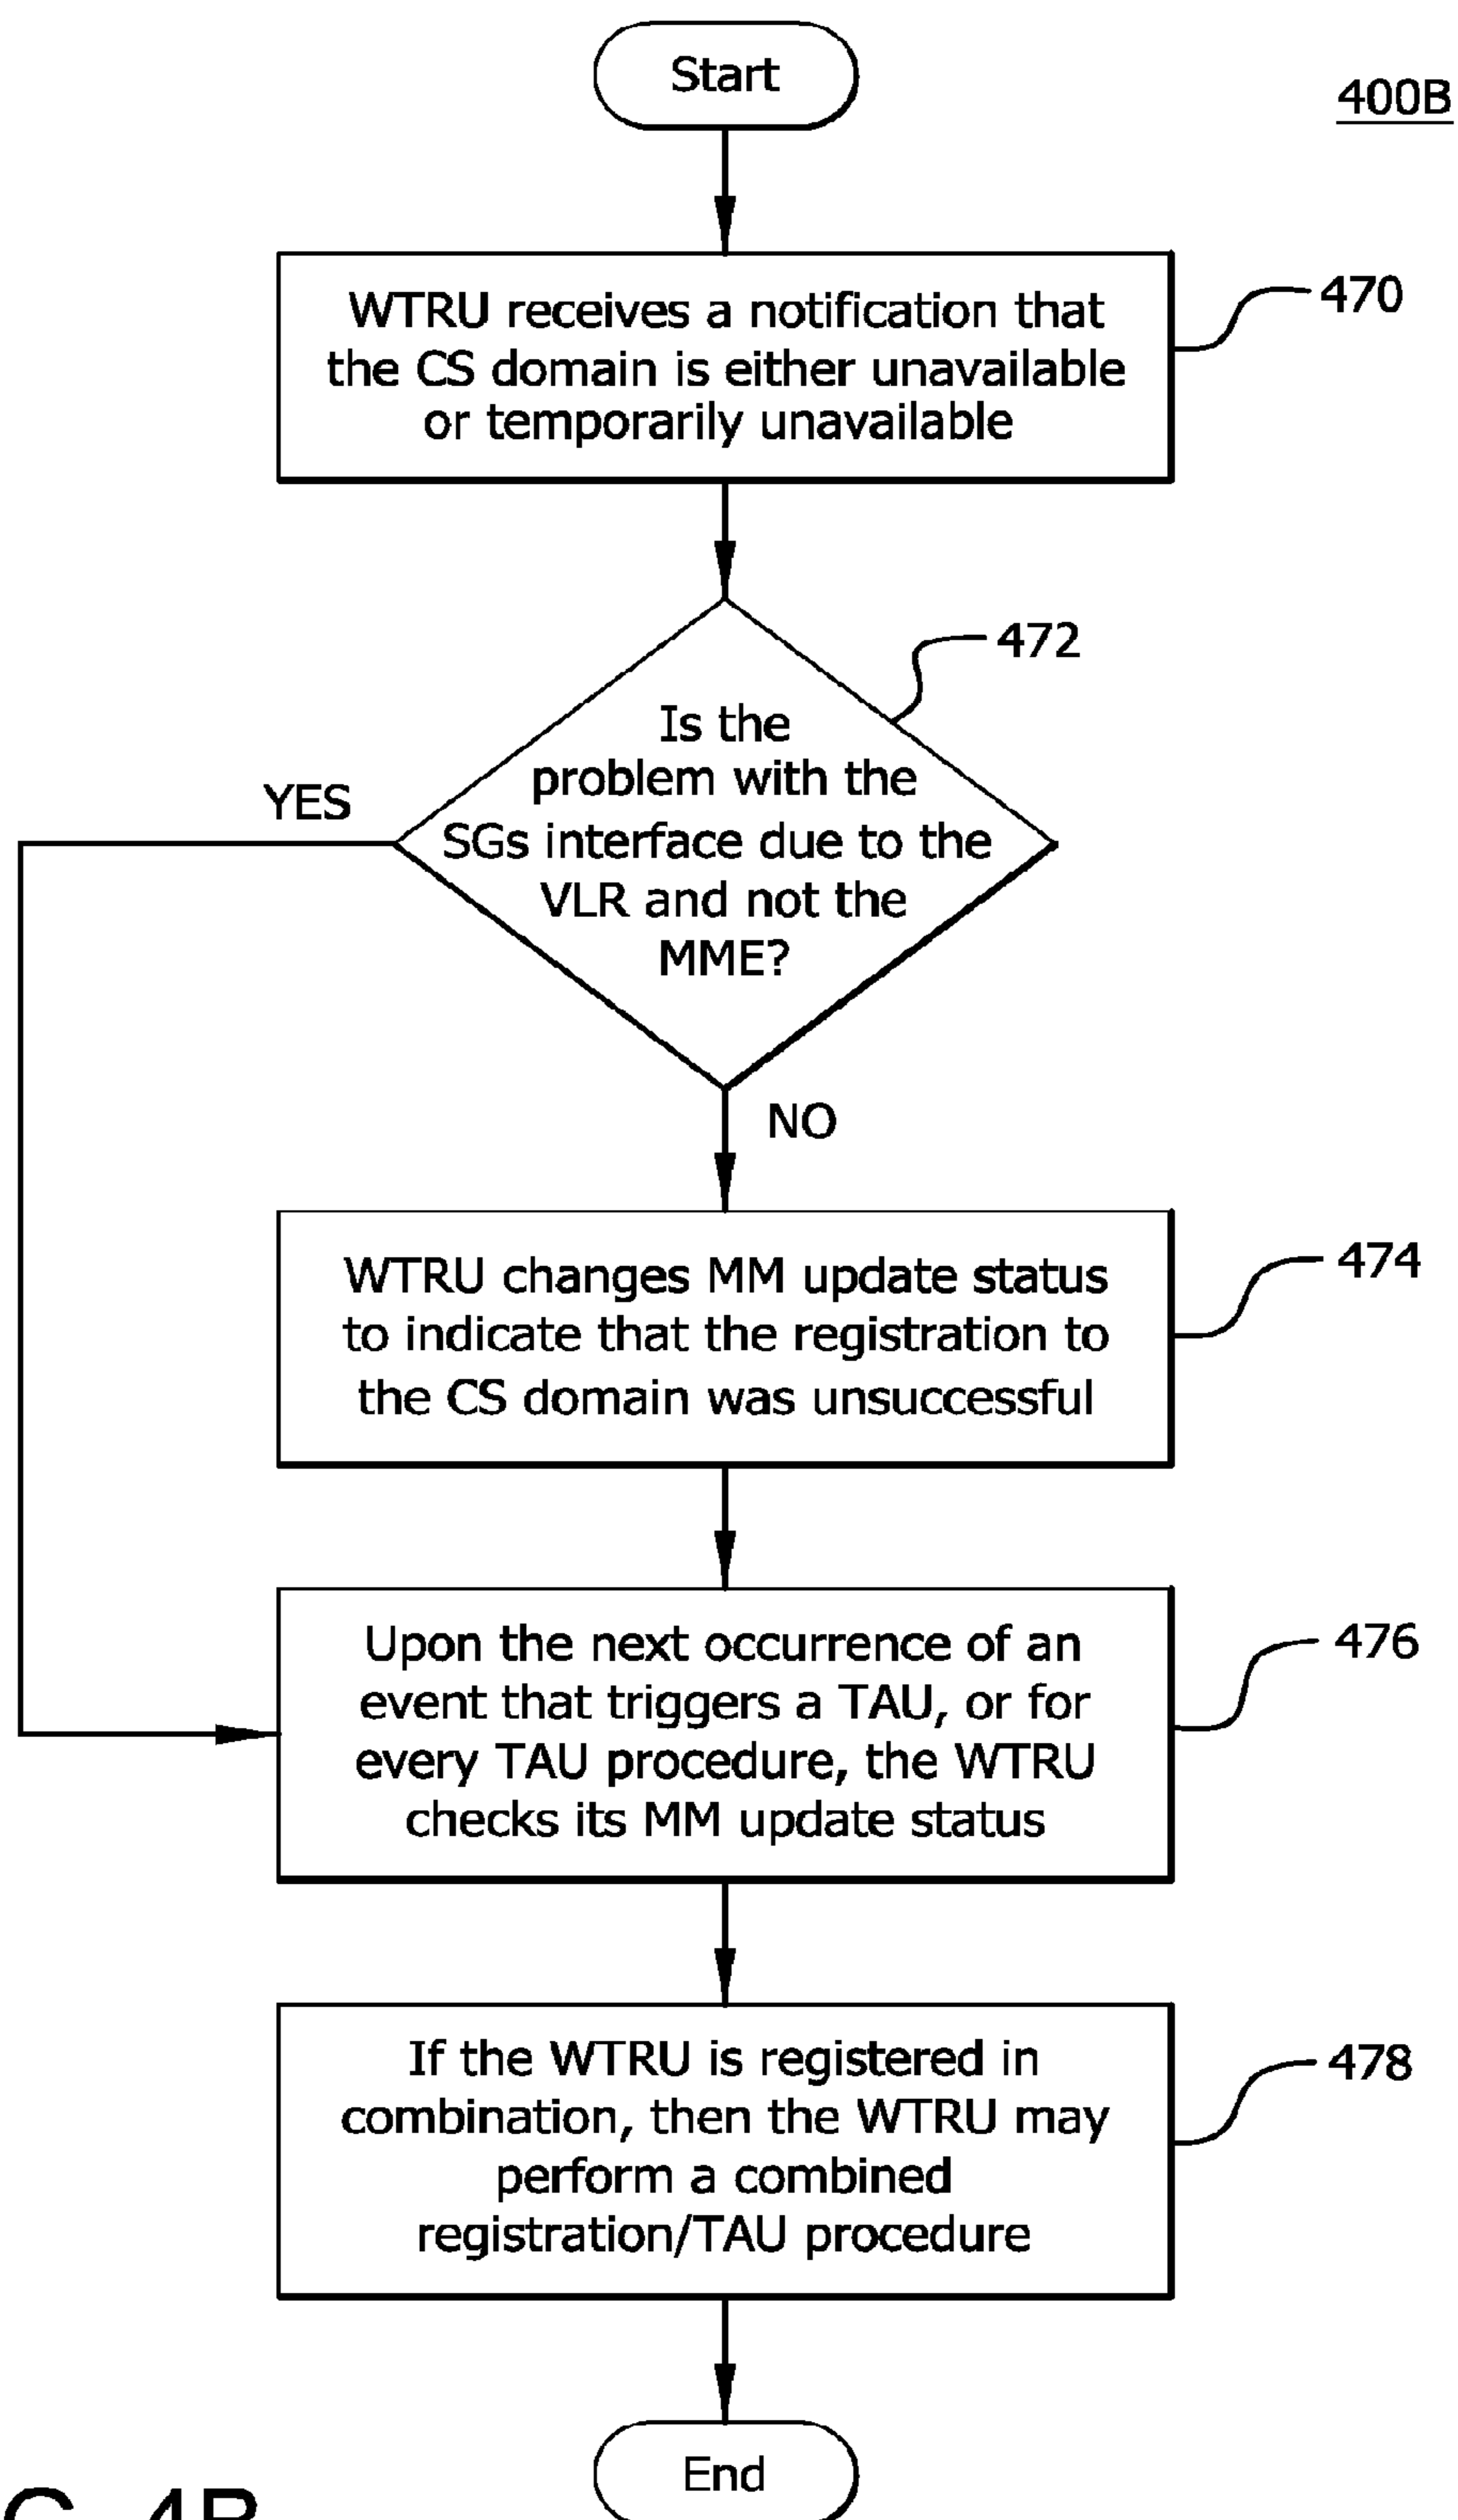 Start
400B
WTRU receives a notification that
the CS domain is either unavailable
or temporarily unavailable
470
472
Is the
problem with the
SGs interface due to the
VLR and not the
MME?
YES
NO
WTRU changes MM update status
to indicate that the registration to
the CS domain was unsuccessful
474
Upon the next occurrence of an
event that triggers a TAU, or for
every TAU procedure, the WTRU
checks its MM update status
476
If the WTRU is registered in
combination, then the WTRU may
perform a combined
registration/TAU procedure
478
End
4B